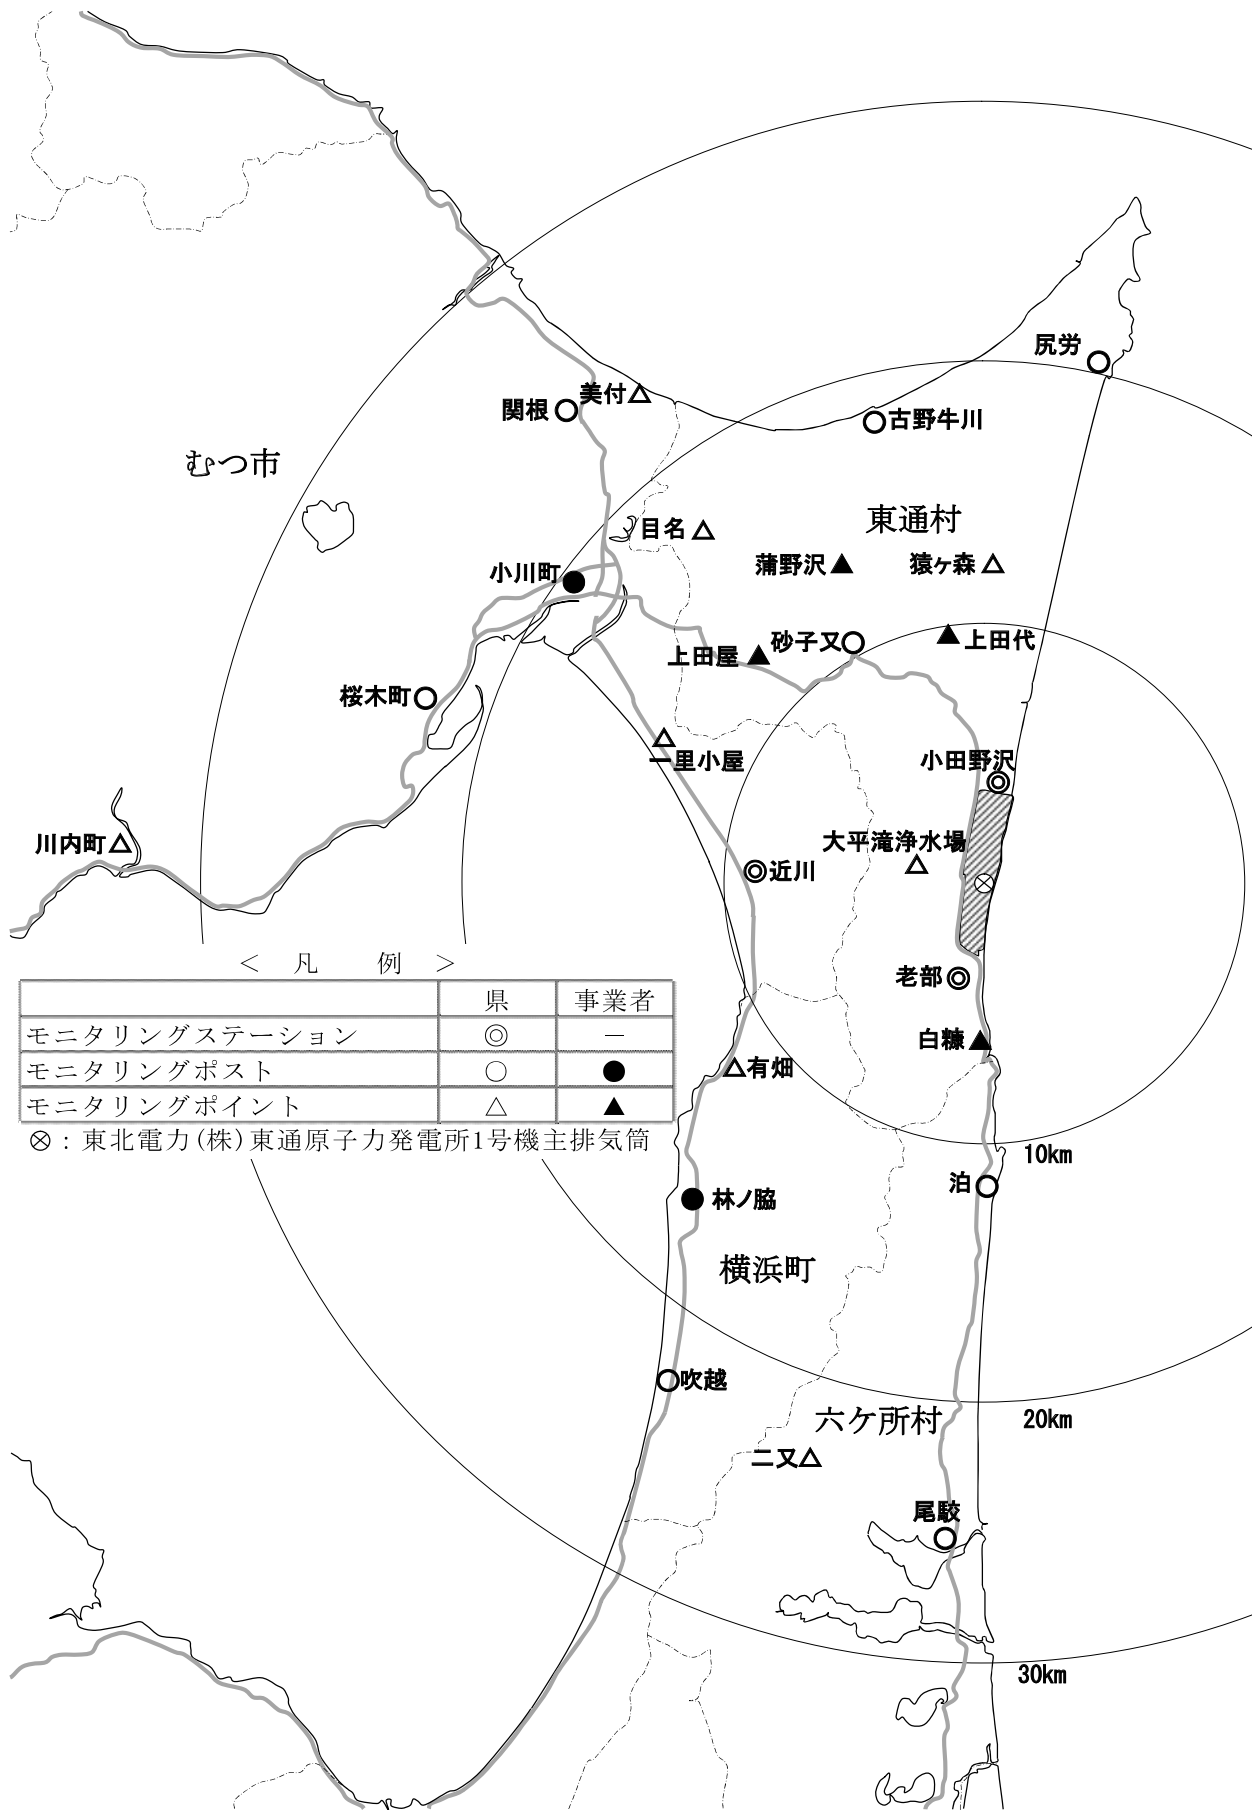 尻労
美付△
関根
古野牛川
むつ市
東通村
目名
蒲野沢
猿ヶ森
小川町
砂子又
上田代
上田屋
桜木町
一里小屋
小田野沢
川内町
大平滝浄水場
近川
＜ 凡 例 ＞
県 事業者
モニタリングステーション ◎ －
モニタリングポスト ○ ●
モニタリングポイント △ ▲
⊗：東北電力(株)東通原子力発電所1号機主排気筒
老部
白糠
有畑
10km
泊
林ノ脇
横浜町
吹越
六ケ所村
20km
二又
尾駮
30km